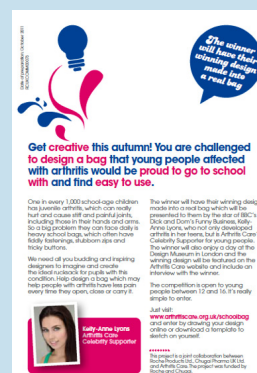 Date of preparation: October 2011
The winner
will have their
winning design
made into
a real bag
Get creative this autumn! You are challenged
to design a bag that young people affected
with arthritis would be proud to go to school
with and find easy to use.
One in every 1,000 school-age children
has juvenile arthritis, which can really
hurt and cause stiff and painful joints,
including those in their hands and arms.
So a big problem they can face daily is
heavy school bags, which often have
fiddly fastenings, stubborn zips and
tricky buttons.
We need all you budding and inspiring
designers to imagine and create
the ideal rucksack for pupils with this
condition. Help design a bag which may
help people with arthritis have less pain
every time they open, close or carry it.
Kelly-Anne Lyons
Arthritis Care
Celebrity Supporter
The winner will have their winning design
made into a real bag which will be
presented to them by the star of BBC's
Dick and Dom's Funny Business, Kelly-
Anne Lyons, who not only developed
arthritis in her teens, but is Arthritis Care's
Celebrity Supporter for young people.
The winner will also enjoy a day at the
Design Museum in London and the
winning design will be featured on the
Arthritis Care website and include an
interview with the winner.
The competition is open to young
people between 12 and 16. It's really
simple to enter.
Just visit:
www.arthritiscare.org.uk/schoolbag
and enter by drawing your design
online or download a template to
sketch on yourself.
This project is a joint collaboration between
Roche Products Ltd., Chugai Pharma UK Ltd.
and Arthritis Care. The project was funded by
Roche and Chugai.